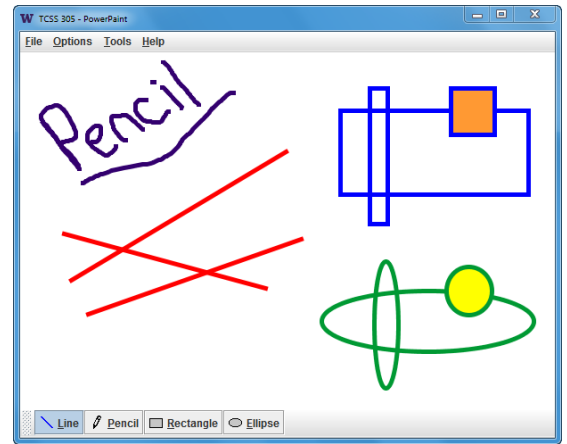 W TCSS 305 - PowerPaint
File Options Tools Help
Pencil
Line Pencil Rectangle Ellipse